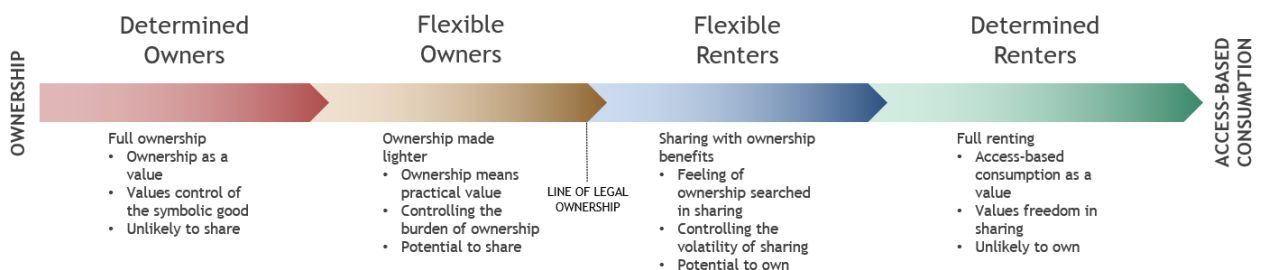 OWNERSHIP
Determined
Owners
Full ownership
• Ownership as a
value
• Values control of
the symbolic good
• Unlikely to share
Flexible
Owners
Ownership made
lighter
• Ownership means
practical value
• Controlling the
burden of ownership
• Potential to share
LINE OF LEGAL
OWNERSHIP
Flexible
Renters
Sharing with ownership
benefits
• Feeling of
ownership searched
in sharing
• Controlling the
volatility of sharing
• Potential to own
Determined
Renters
Full renting
• Access-based
consumption as a
value
• Values freedom in
sharing
• Unlikely to own
ACCESS-BASED
CONSUMPTION